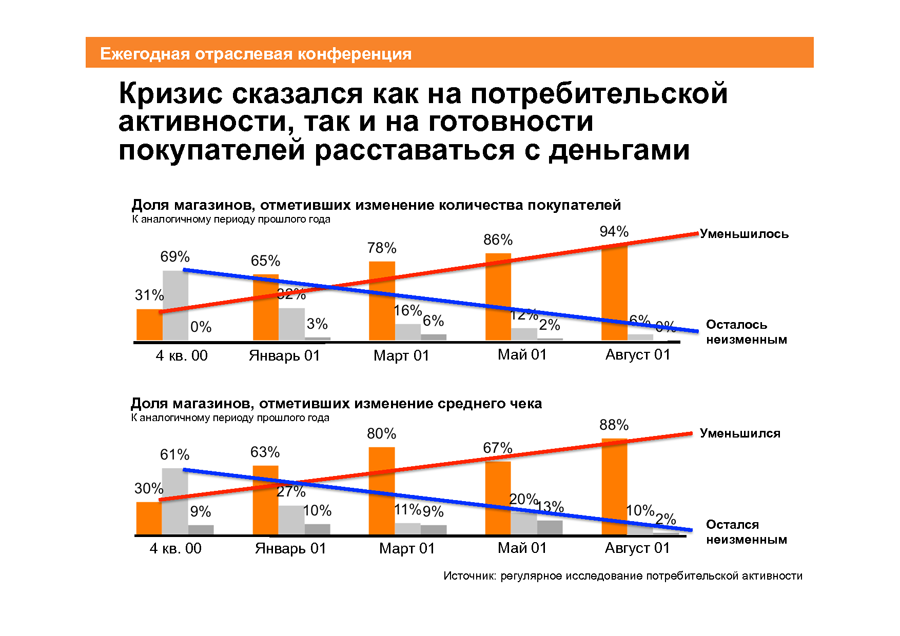 Ежегодная отраслевая конференция
Кризис сказался как на потребительской
активности, так и на готовности
покупателей расставаться с деньгами
Доля магазинов, отметивших изменение количества покупателей
К аналогичному периоду прошлого года
31% 69% 0%
65% 32% 3%
78% 16% 6%
86% 12% 2%
94% 6% 0%
Уменьшилось
Осталось
неизменным
4 кв. 00 Январь 01 Март 01 Май 01 Август 01
Доля магазинов, отметивших изменение среднего чека
К аналогичному периоду прошлого года
30% 61% 9%
63% 27% 10%
80% 11% 9%
67% 20% 13%
88% 10% 2%
Уменьшился
Остался
неизменным
4 кв. 00 Январь 01 Март 01 Май 01 Август 01
Источник: регулярное исследование потребительской активности